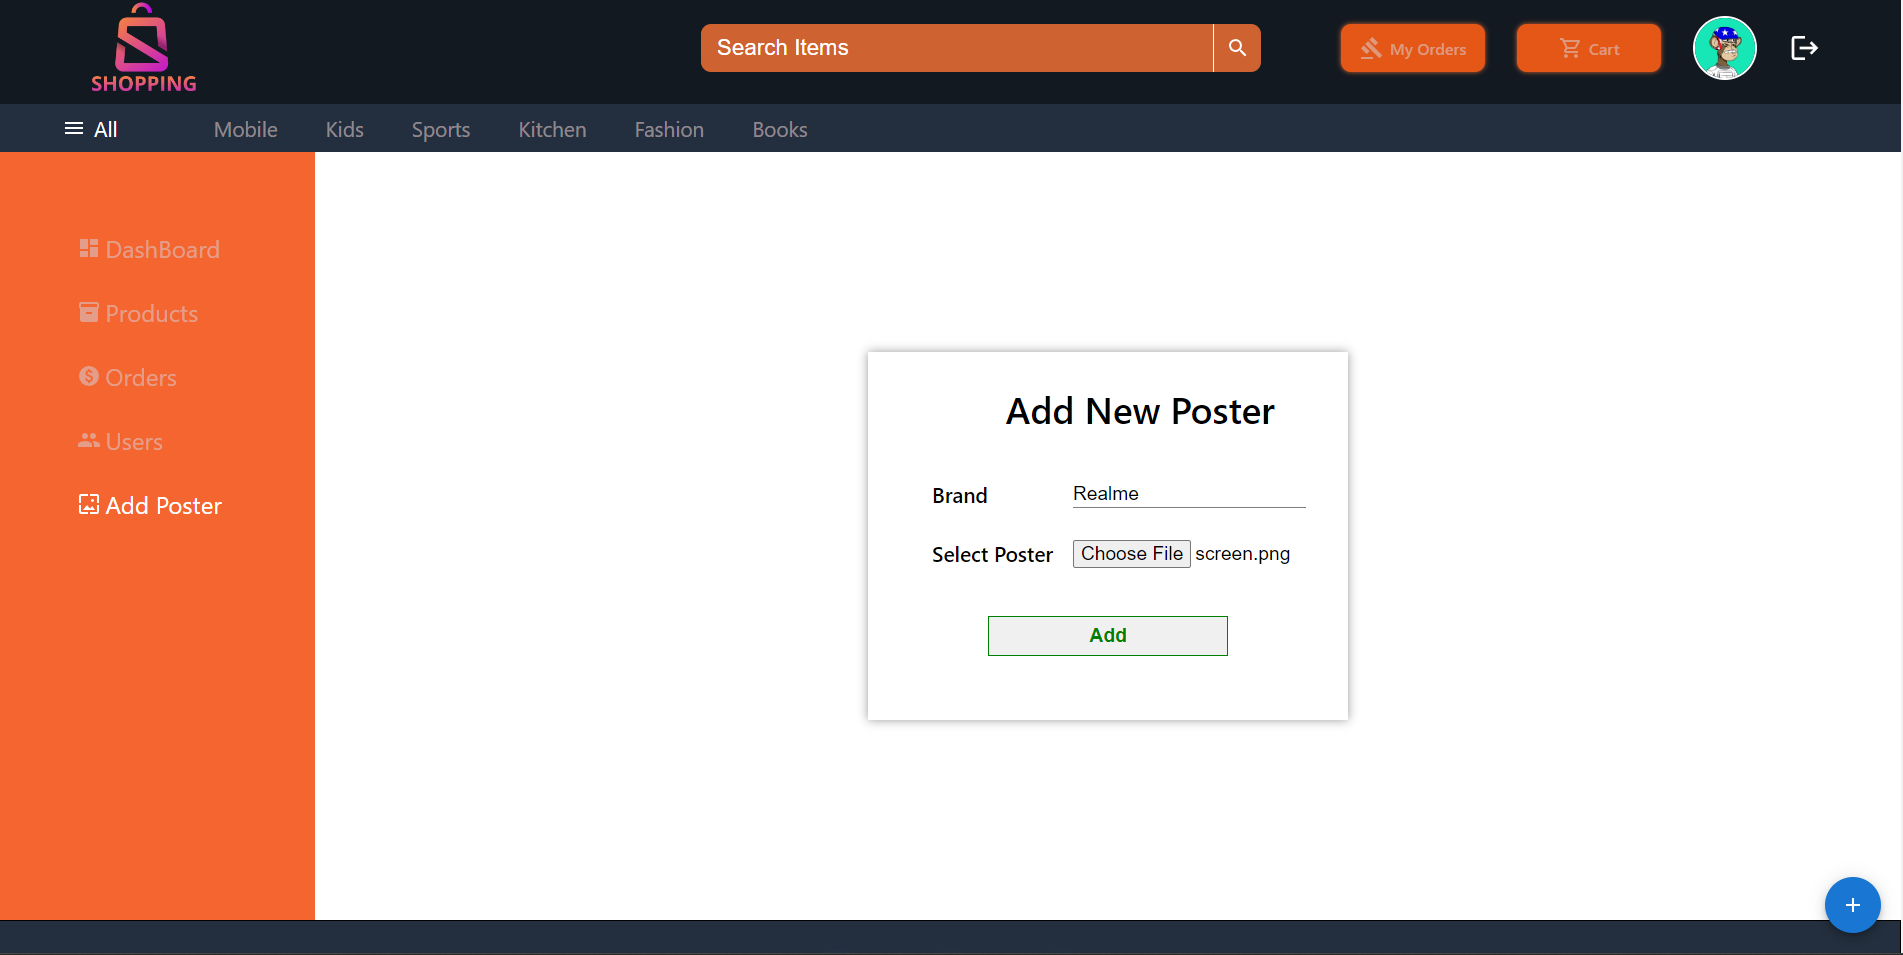 SHOPPING
Search Items
My Orders
Cart
All
Mobile
Kids
Sports
Kitchen
Fashion
Books
DashBoard
Products
Orders
Users
Add Poster
Add New Poster
Brand
Realme
Select Poster
Choose File screen.png
Add